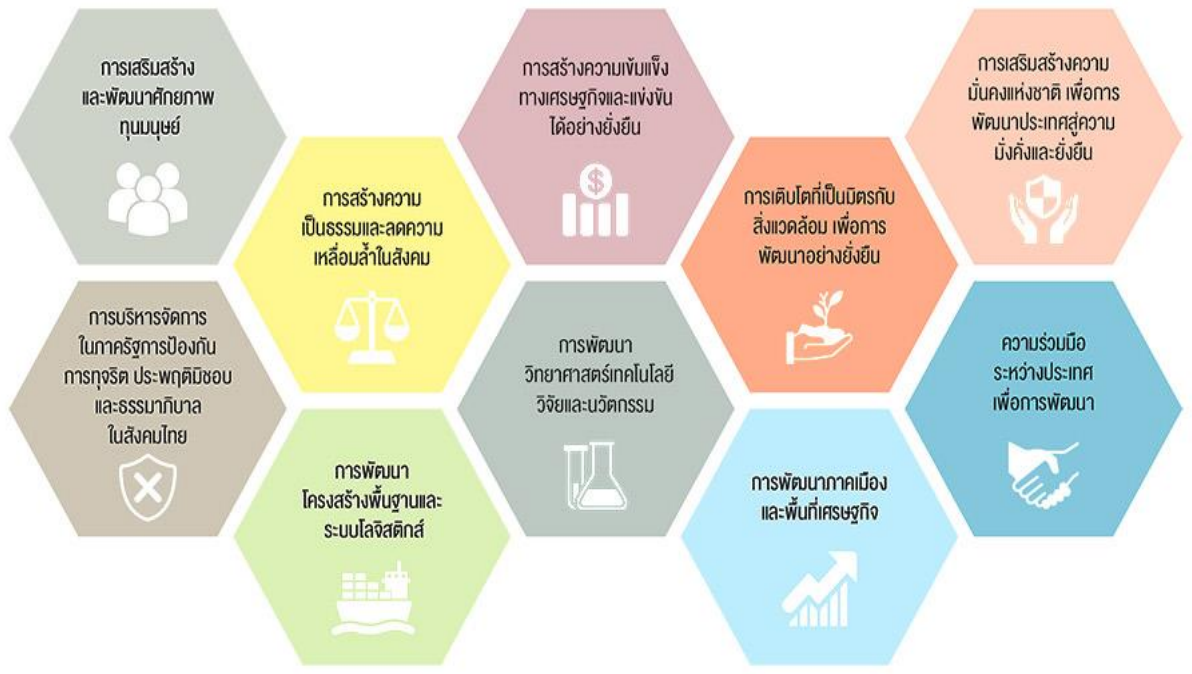 การเสริมสร้าง
และพัฒนาศักยภาพ
ทุนมนุษย์
การสร้างความ
เป็นธรรมและลดความ
เหลื่อมล้ำในสังคม
การสร้างความเข้มแข็ง
ทางเศรษฐกิจและแข่งขัน
ได้อย่างยั่งยืน
$
การเติบโตที่เป็นมิตรกับ
สิ่งแวดล้อม เพื่อการ
พัฒนาอย่างยั่งยืน
การเสริมสร้างความ
มั่นคงแห่งชาติ เพื่อการ
พัฒนาประเทศสู่ความ
มั่งคั่งและยั่งยืน
การบริหารจัดการ
ในภาครัฐการป้องกัน
การทุจริต ประพฤติมิชอบ
และธรรมาภิบาล
ในสังคมไทย
การพัฒนา
โครงสร้างพื้นฐานและ
ระบบโลจิสติกส์
การพัฒนา
วิทยาศาสตร์เทคโนโลยี
วิจัยและนวัตกรรม
การพัฒนาภาคเมือง
และพื้นที่เศรษฐกิจ
ความร่วมมือ
ระหว่างประเทศ
เพื่อการพัฒนา